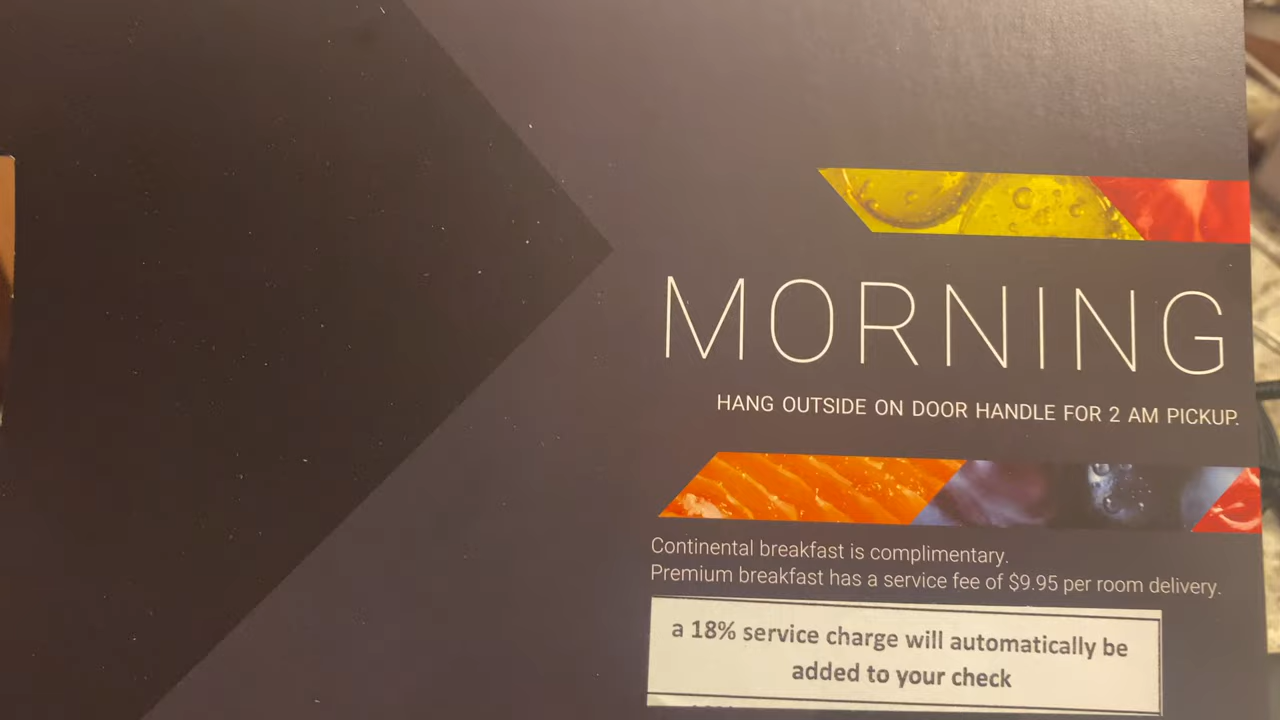 MORNING
HANG OUTSIDE ON DOOR HANDLE FOR 2 AM PICKUP.
Continental breakfast is complimentary.
Premium breakfast has a service fee of $9.95 per room delivery.
a 18% service charge will automatically be
added to your check